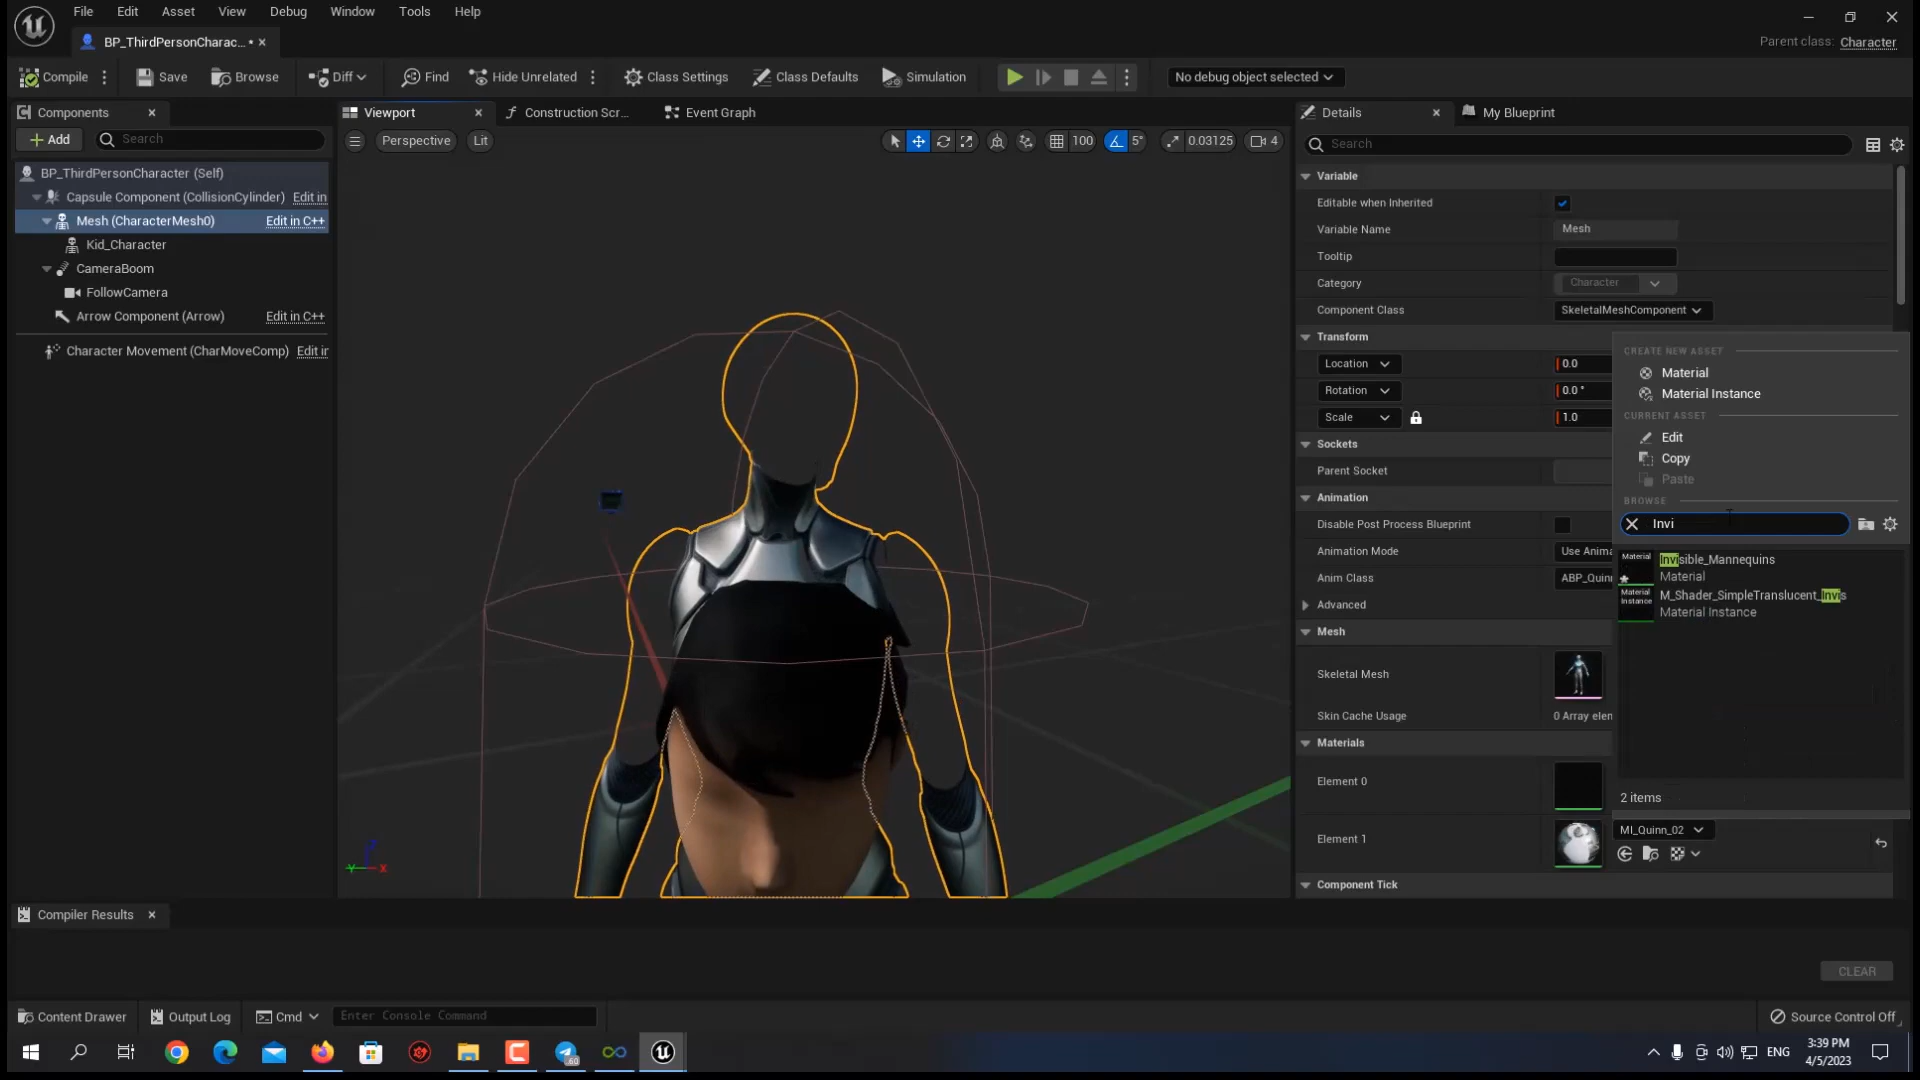 File Edit Asset View Debug Window Tools Help
BP_ThirdPersonCharac... •
Parent class: Character
Compile Save Browse Diff Find Hide Unrelated Class Settings Class Defaults Simulation No debug object selected
Components
Add Search
BP_ThirdPersonCharacter (Self)
Capsule Component (CollisionCylinder) Edit in
Mesh (CharacterMesh0) Edit in C++
Kid_Character
CameraBoom
FollowCamera
Arrow Component (Arrow) Edit in C++
Character Movement (CharMoveComp) Edit in
Viewport Construction Scr... Event Graph
Perspective Lit 100 5° 0.03125 4
Details My Blueprint
Search
Variable
Editable when Inherited
Variable Name Mesh
Tooltip
Category Character
Component Class SkeletalMeshComponent
Transform
Location 0.0
Rotation 0.0 °
Scale 1.0
Sockets
Parent Socket
Animation
Disable Post Process Blueprint
Animation Mode Use Anima
Anim Class ABP_Quin
Advanced
Mesh
Skeletal Mesh
Skin Cache Usage 0 Array elen
Materials
Element 0
Element 1 MI_Quinn_02
Component Tick
CREATE NEW ASSET
Material
Material Instance
CURRENT ASSET
Edit
Copy
Paste
BROWSE
Invi
Material Invisible_Mannequins
Material
Material Instance M_Shader_SimpleTranslucent_Invis
Material Instance
2 items
Compiler Results
CLEAR
Content Drawer Output Log Cmd Enter Console Command Source Control Off
60
ENG
3:39 PM
4/5/2023